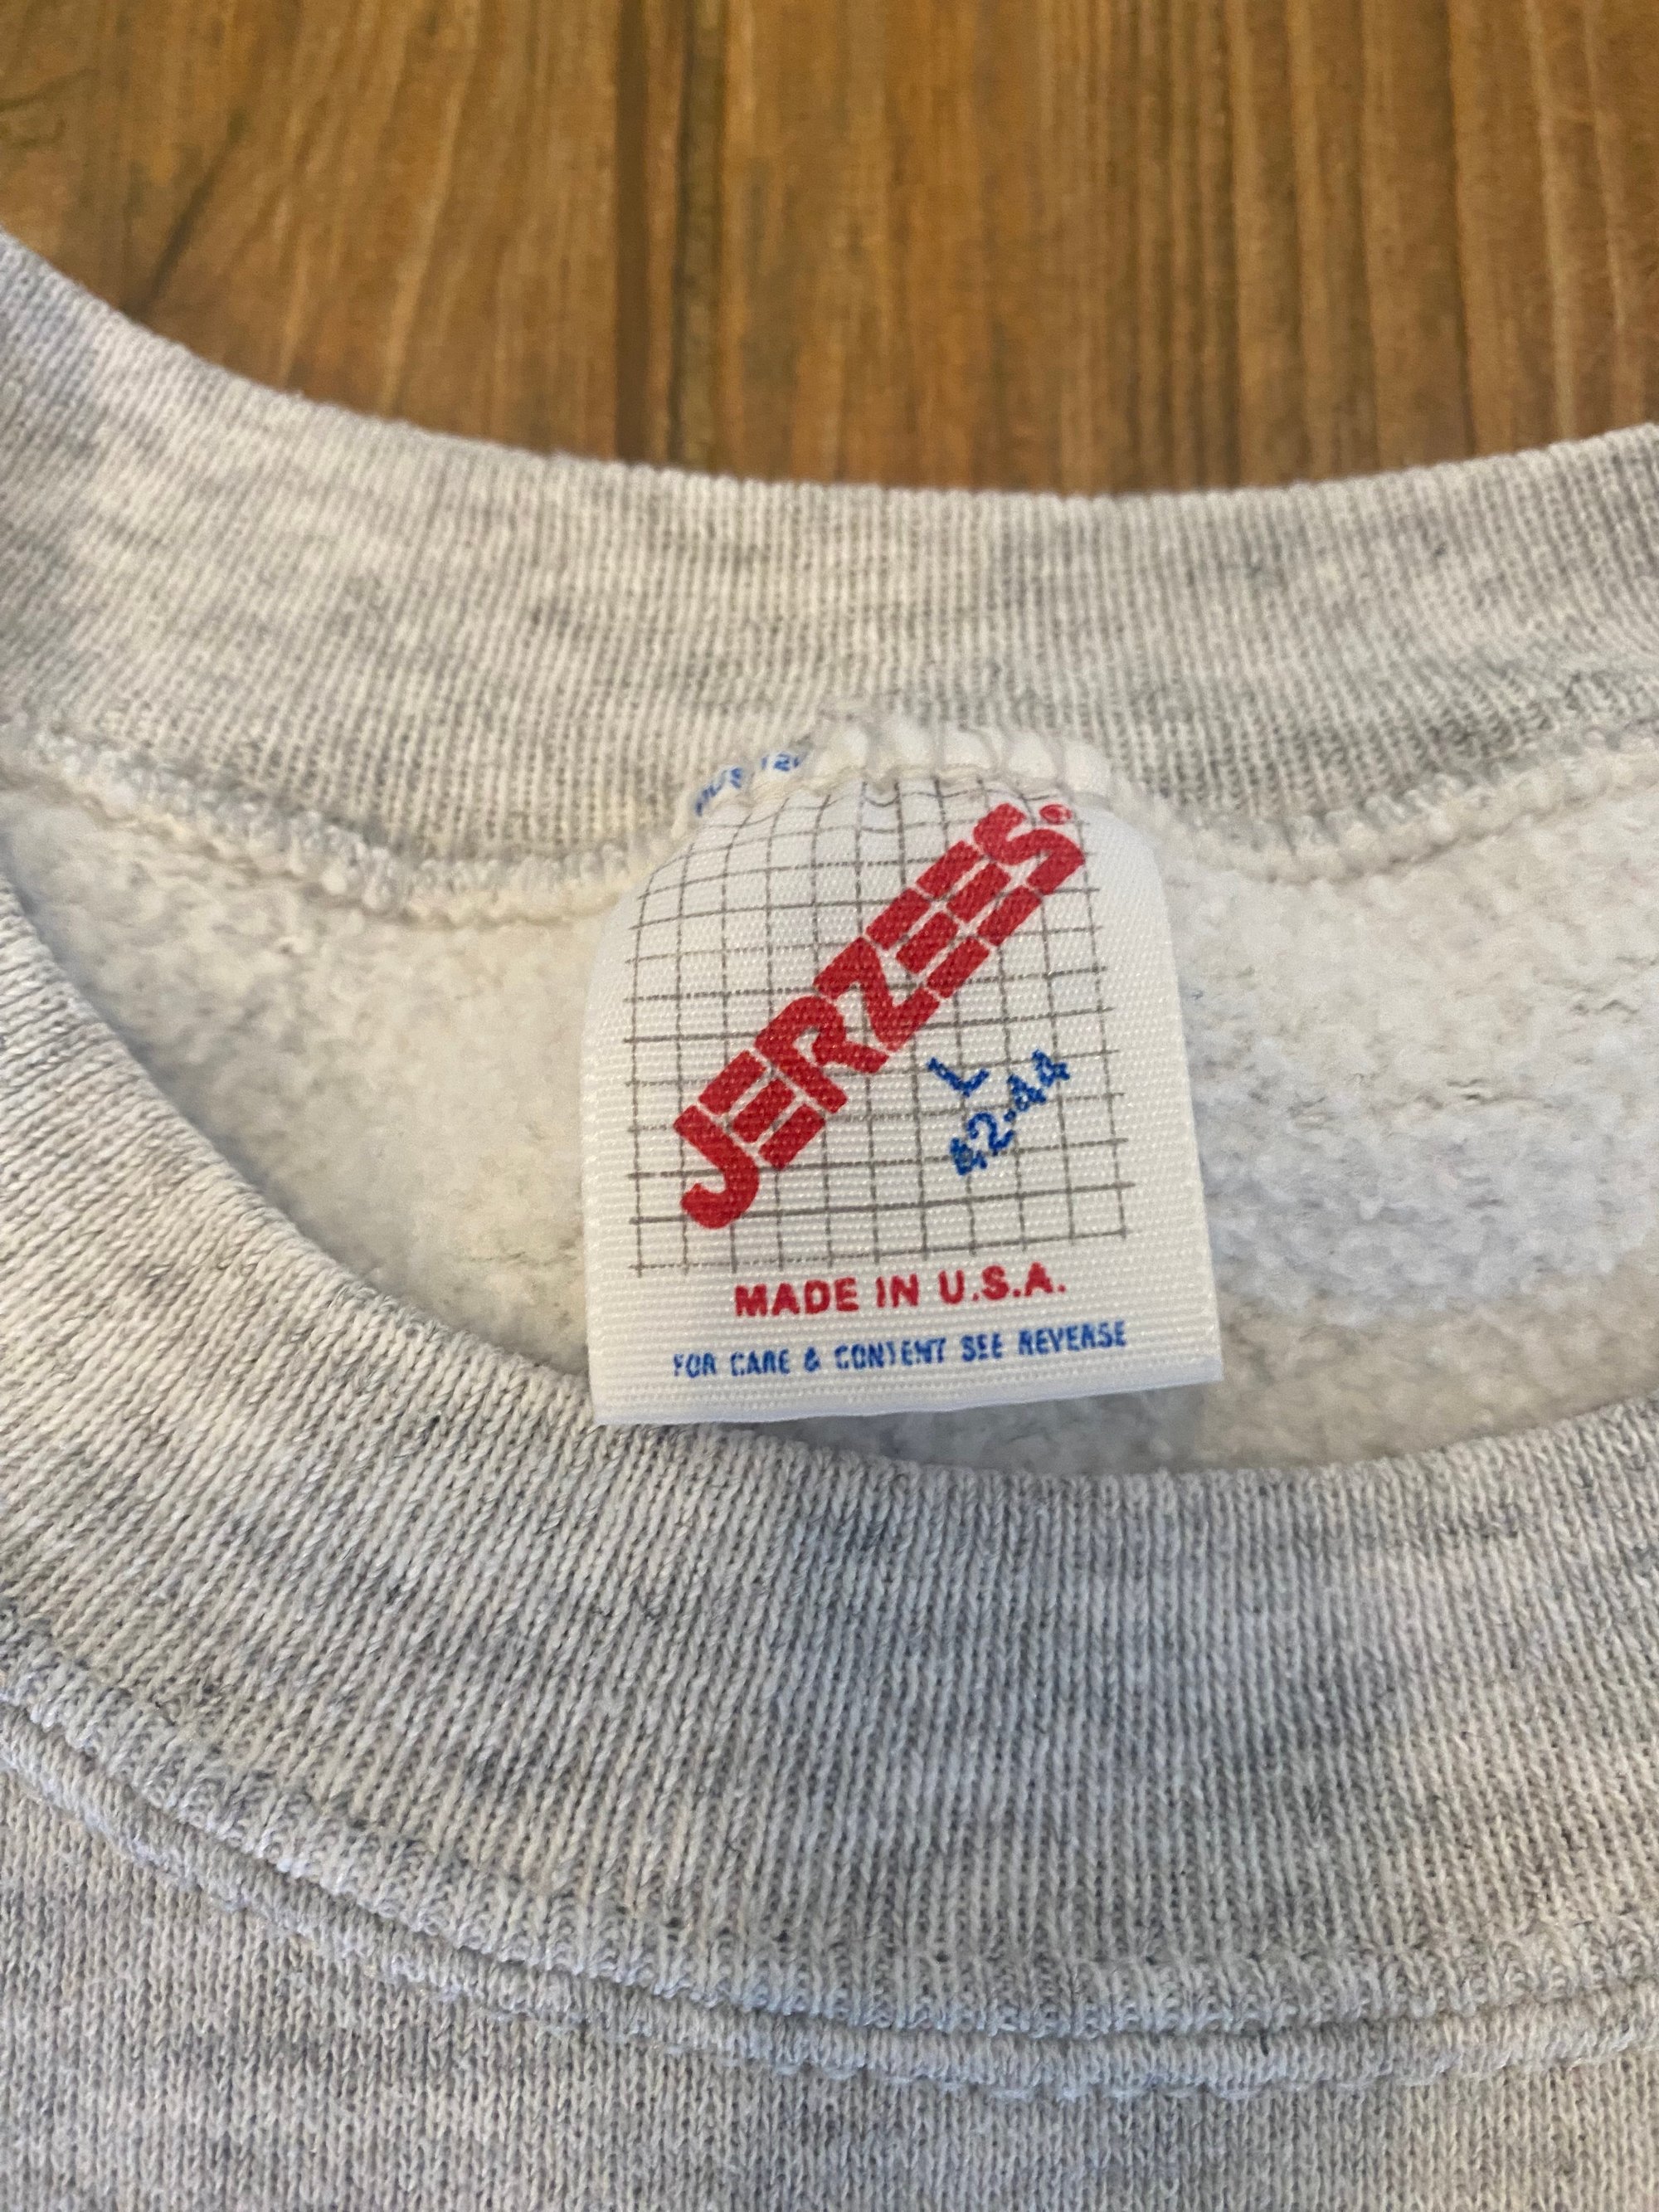 JERZEES®
L
42-44
MADE IN U.S.A.
FOR CARE & CONTENT SEE REVERSE